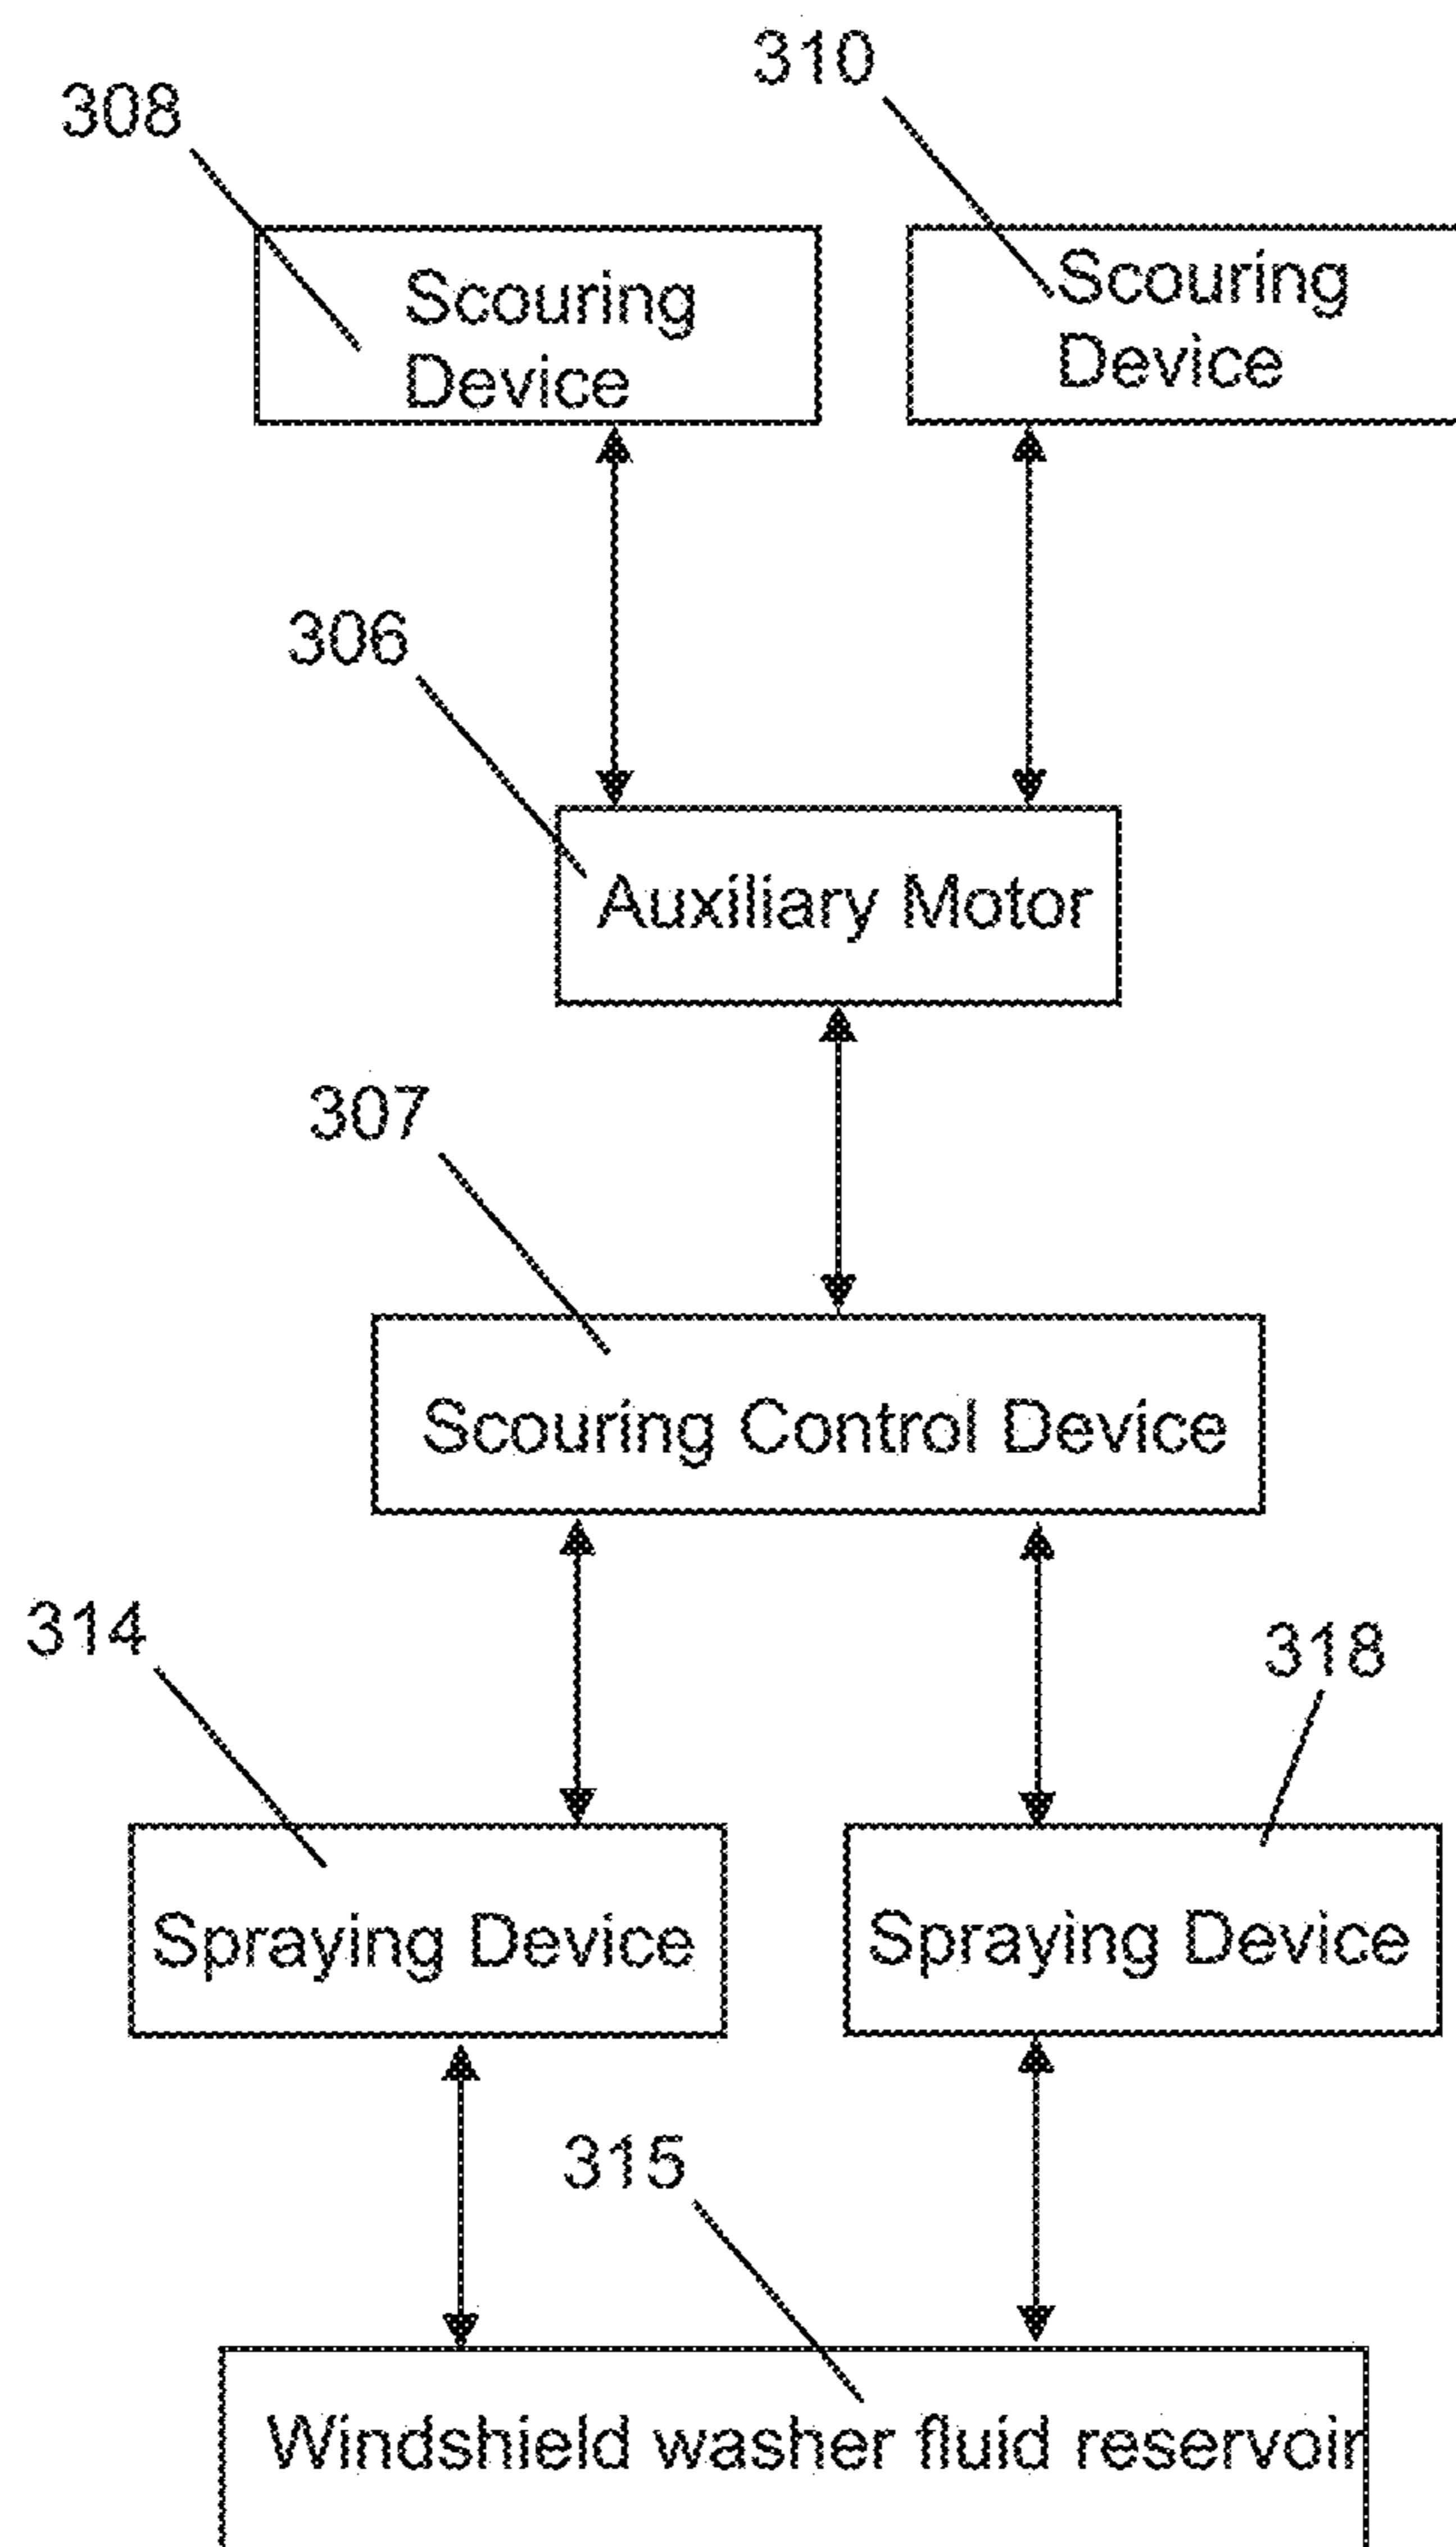 310
308
Scouring
Device
Scouring
Device
306
Auxiliary Motor
307
Scouring Control Device
314
318
Spraying Device
Spraying Device
315
Windshield washer fluid reservoir